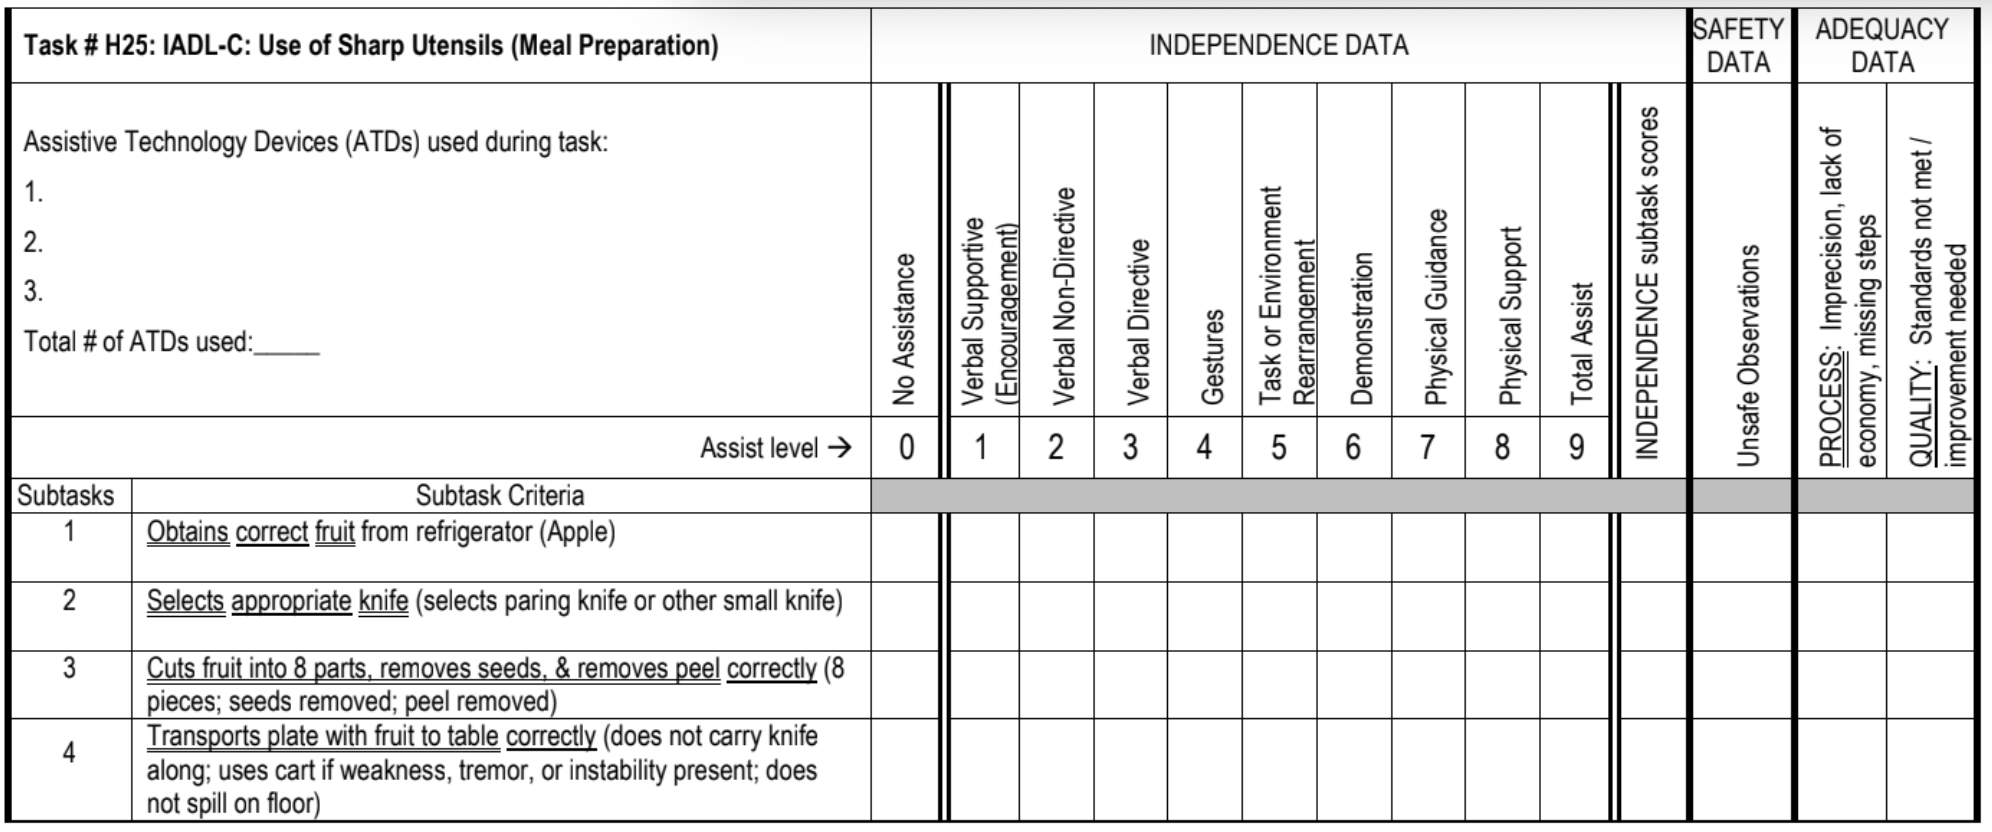 Task # H25: IADL-C: Use of Sharp Utensils (Meal Preparation)
INDEPENDENCE DATA
SAFETY
DATA
ADEQUACY
DATA
Assistive Technology Devices (ATDs) used during task:
1.
2.
3.
Total # of ATDs used:_____
No Assistance
Verbal Supportive
(Encouragement)
Verbal Non-Directive
Verbal Directive
Gestures
Task or Environment
Rearrangement
Demonstration
Physical Guidance
Physical Support
Total Assist
INDEPENDENCE subtask scores
Unsafe Observations
PROCESS: Imprecision, lack of
economy, missing steps
QUALITY: Standards not met /
improvement needed
Assist level → 0 1 2 3 4 5 6 7 8 9
Subtasks Subtask Criteria
1 Obtains correct fruit from refrigerator (Apple)
2 Selects appropriate knife (selects paring knife or other small knife)
3 Cuts fruit into 8 parts, removes seeds, & removes peel correctly (8
pieces; seeds removed; peel removed)
4 Transports plate with fruit to table correctly (does not carry knife
along; uses cart if weakness, tremor, or instability present; does
not spill on floor)